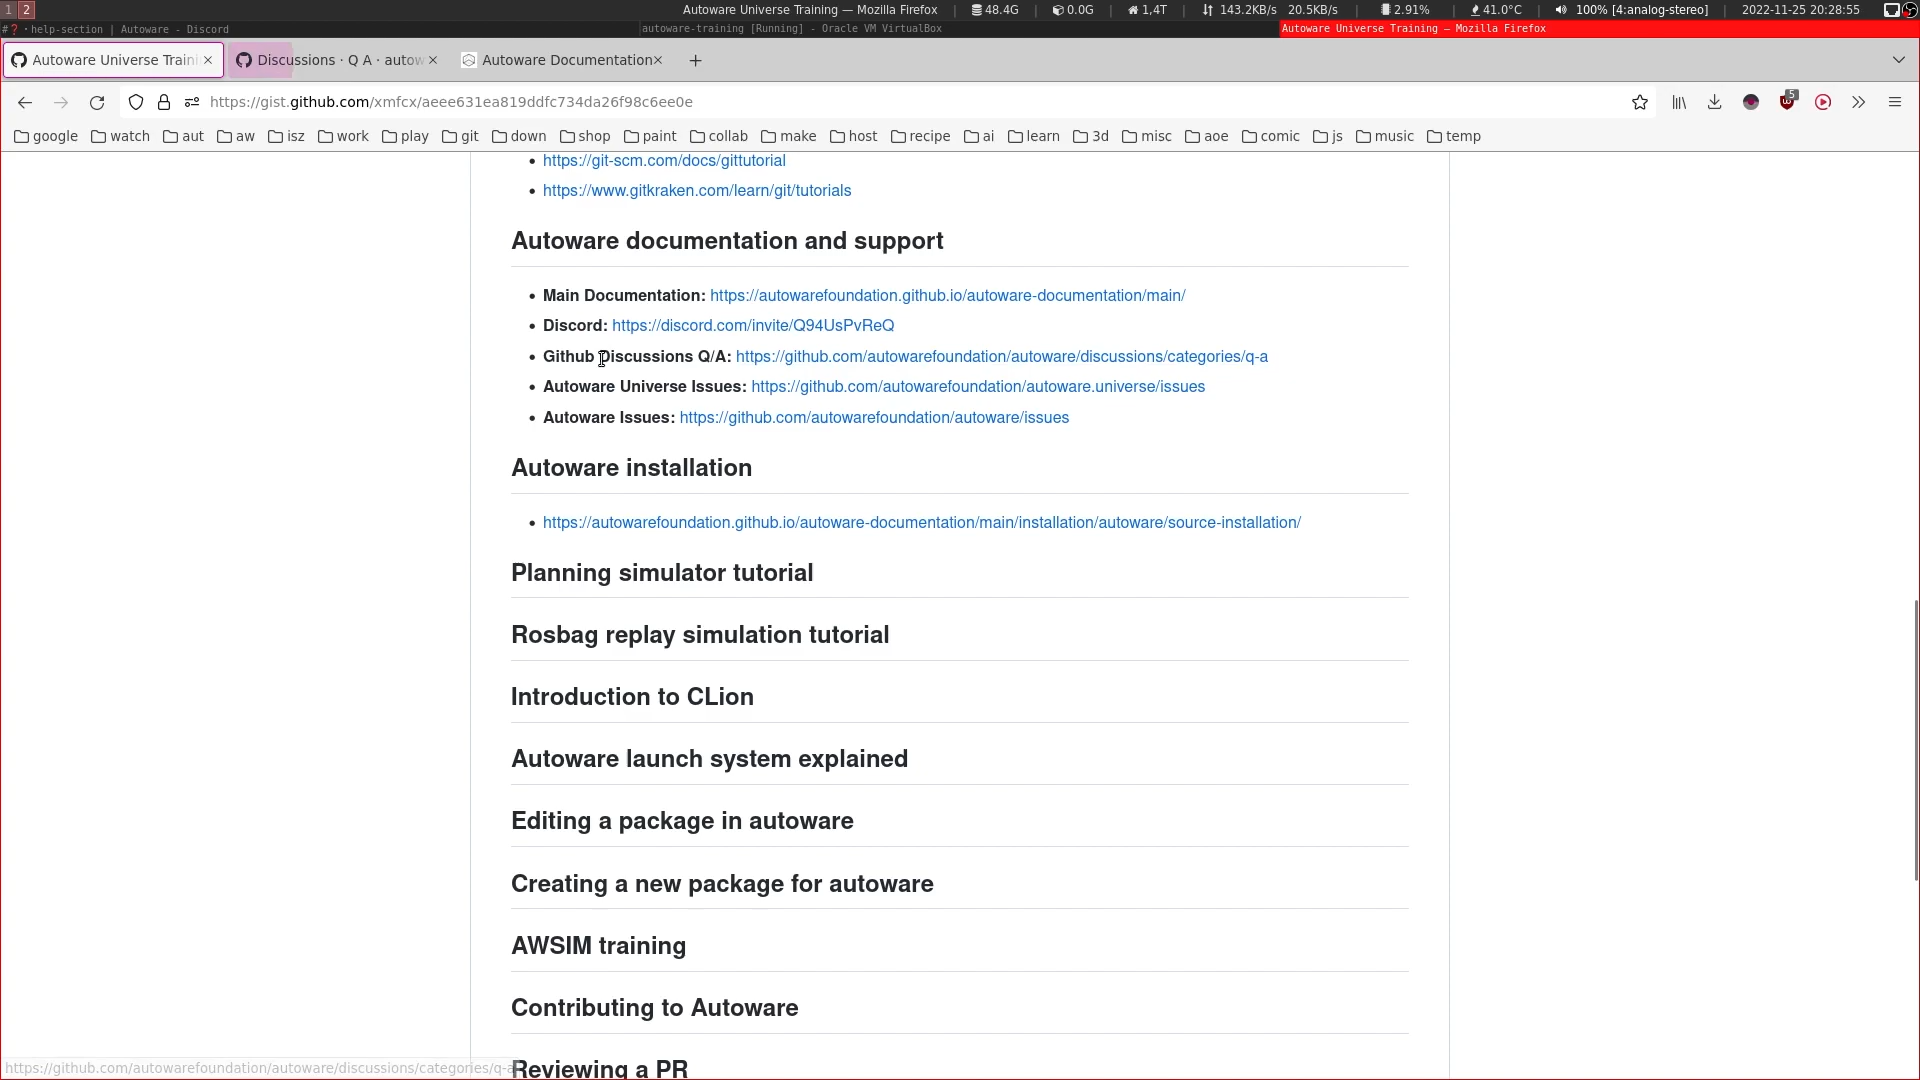 1 2 Autoware Universe Training — Mozilla Firefox | 48.4G | 0.0G | 1,4T | 143.2KB/s 20.5KB/s | 2.91% | 41.0°C | 100% [4:analog-stereo] | 2022-11-25 20:28:55
#❓・help-section | Autoware - Discord autoware-training [Running] - Oracle VM VirtualBox Autoware Universe Training — Mozilla Firefox
Autoware Universe Traini Discussions · Q A · autow Autoware Documentation
https://gist.github.com/xmfcx/aeee631ea819ddfc734da26f98c6ee0e 5
google watch aut aw isz work play git down shop paint collab make host recipe ai learn 3d misc aoe comic js music temp
• https://git-scm.com/docs/gittutorial
• https://www.gitkraken.com/learn/git/tutorials
Autoware documentation and support
• Main Documentation: https://autowarefoundation.github.io/autoware-documentation/main/
• Discord: https://discord.com/invite/Q94UsPvReQ
• Github Discussions Q/A: https://github.com/autowarefoundation/autoware/discussions/categories/q-a
• Autoware Universe Issues: https://github.com/autowarefoundation/autoware.universe/issues
• Autoware Issues: https://github.com/autowarefoundation/autoware/issues
Autoware installation
• https://autowarefoundation.github.io/autoware-documentation/main/installation/autoware/source-installation/
Planning simulator tutorial
Rosbag replay simulation tutorial
Introduction to CLion
Autoware launch system explained
Editing a package in autoware
Creating a new package for autoware
AWSIM training
Contributing to Autoware
Reviewing a PR
https://github.com/autowarefoundation/autoware/discussions/categories/q-a